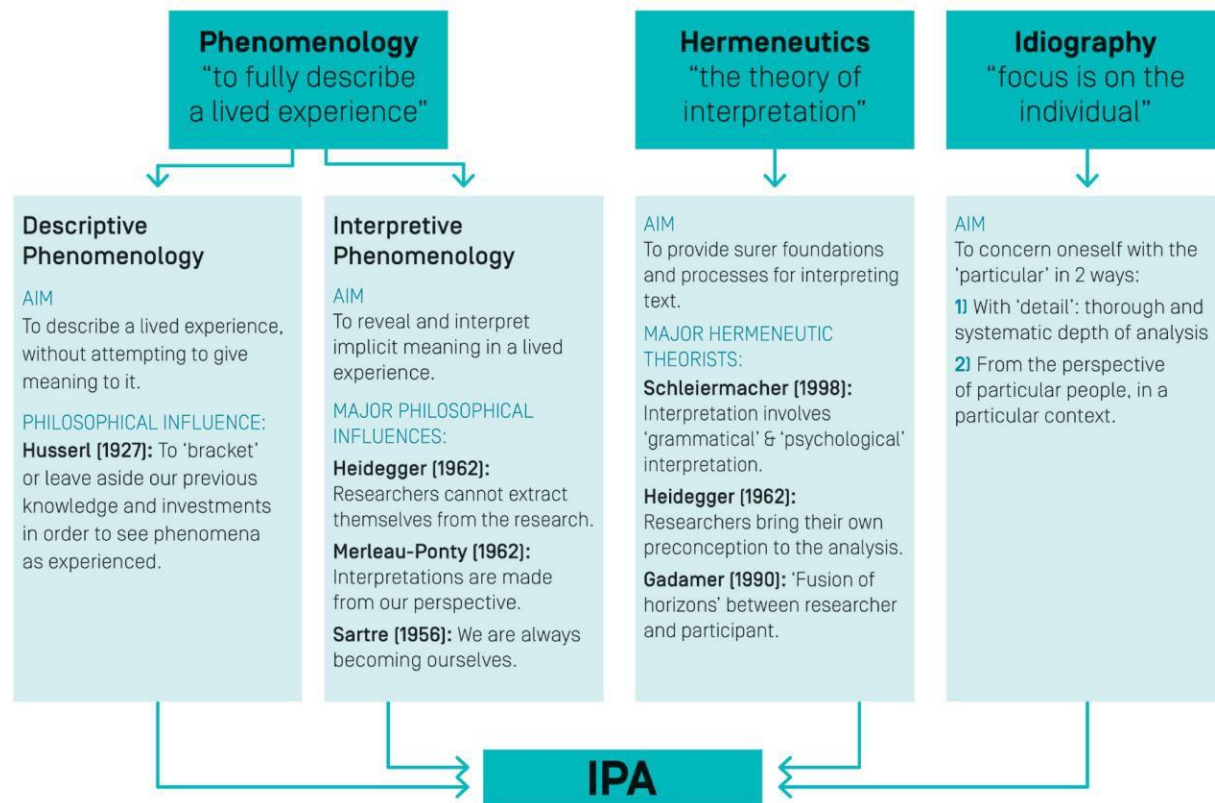 Phenomenology
“to fully describe
a lived experience”
Hermeneutics
“the theory of
interpretation”
Idiography
“focus is on the
individual”
Descriptive
Phenomenology
AIM
To describe a lived experience,
without attempting to give
meaning to it.
PHILOSOPHICAL INFLUENCE:
Husserl (1927): To ‘bracket’
or leave aside our previous
knowledge and investments
in order to see phenomena
as experienced.
Interpretive
Phenomenology
AIM
To reveal and interpret
implicit meaning in a lived
experience.
MAJOR PHILOSOPHICAL
INFLUENCES:
Heidegger (1962):
Researchers cannot extract
themselves from the research.
Merleau-Ponty (1962):
Interpretations are made
from our perspective.
Sartre (1956): We are always
becoming ourselves.
AIM
To provide surer foundations
and processes for interpreting
text.
MAJOR HERMENEUTIC
THEORISTS:
Schleiermacher (1998):
Interpretation involves
‘grammatical’ & ‘psychological’
interpretation.
Heidegger (1962):
Researchers bring their own
preconception to the analysis.
Gadamer (1990): ‘Fusion of
horizons’ between researcher
and participant.
AIM
To concern oneself with the
‘particular’ in 2 ways:
1) With ‘detail’: thorough and
systematic depth of analysis
2) From the perspective
of particular people, in a
particular context.
IPA